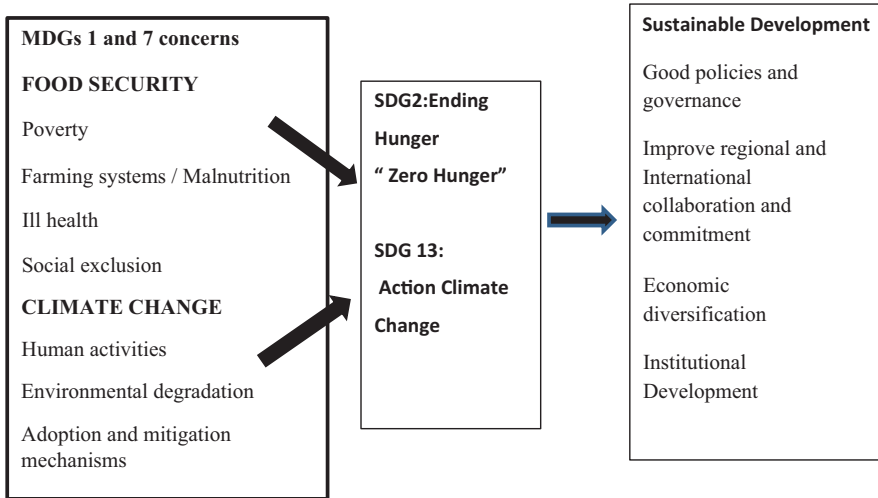 MDGs 1 and 7 concerns
FOOD SECURITY
Poverty
Farming systems / Malnutrition
Ill health
Social exclusion
CLIMATE CHANGE
Human activities
Environmental degradation
Adoption and mitigation
mechanisms
SDG2:Ending
Hunger
“ Zero Hunger”
SDG 13:
Action Climate
Change
Sustainable Development
Good policies and
governance
Improve regional and
International
collaboration and
commitment
Economic
diversification
Institutional
Development